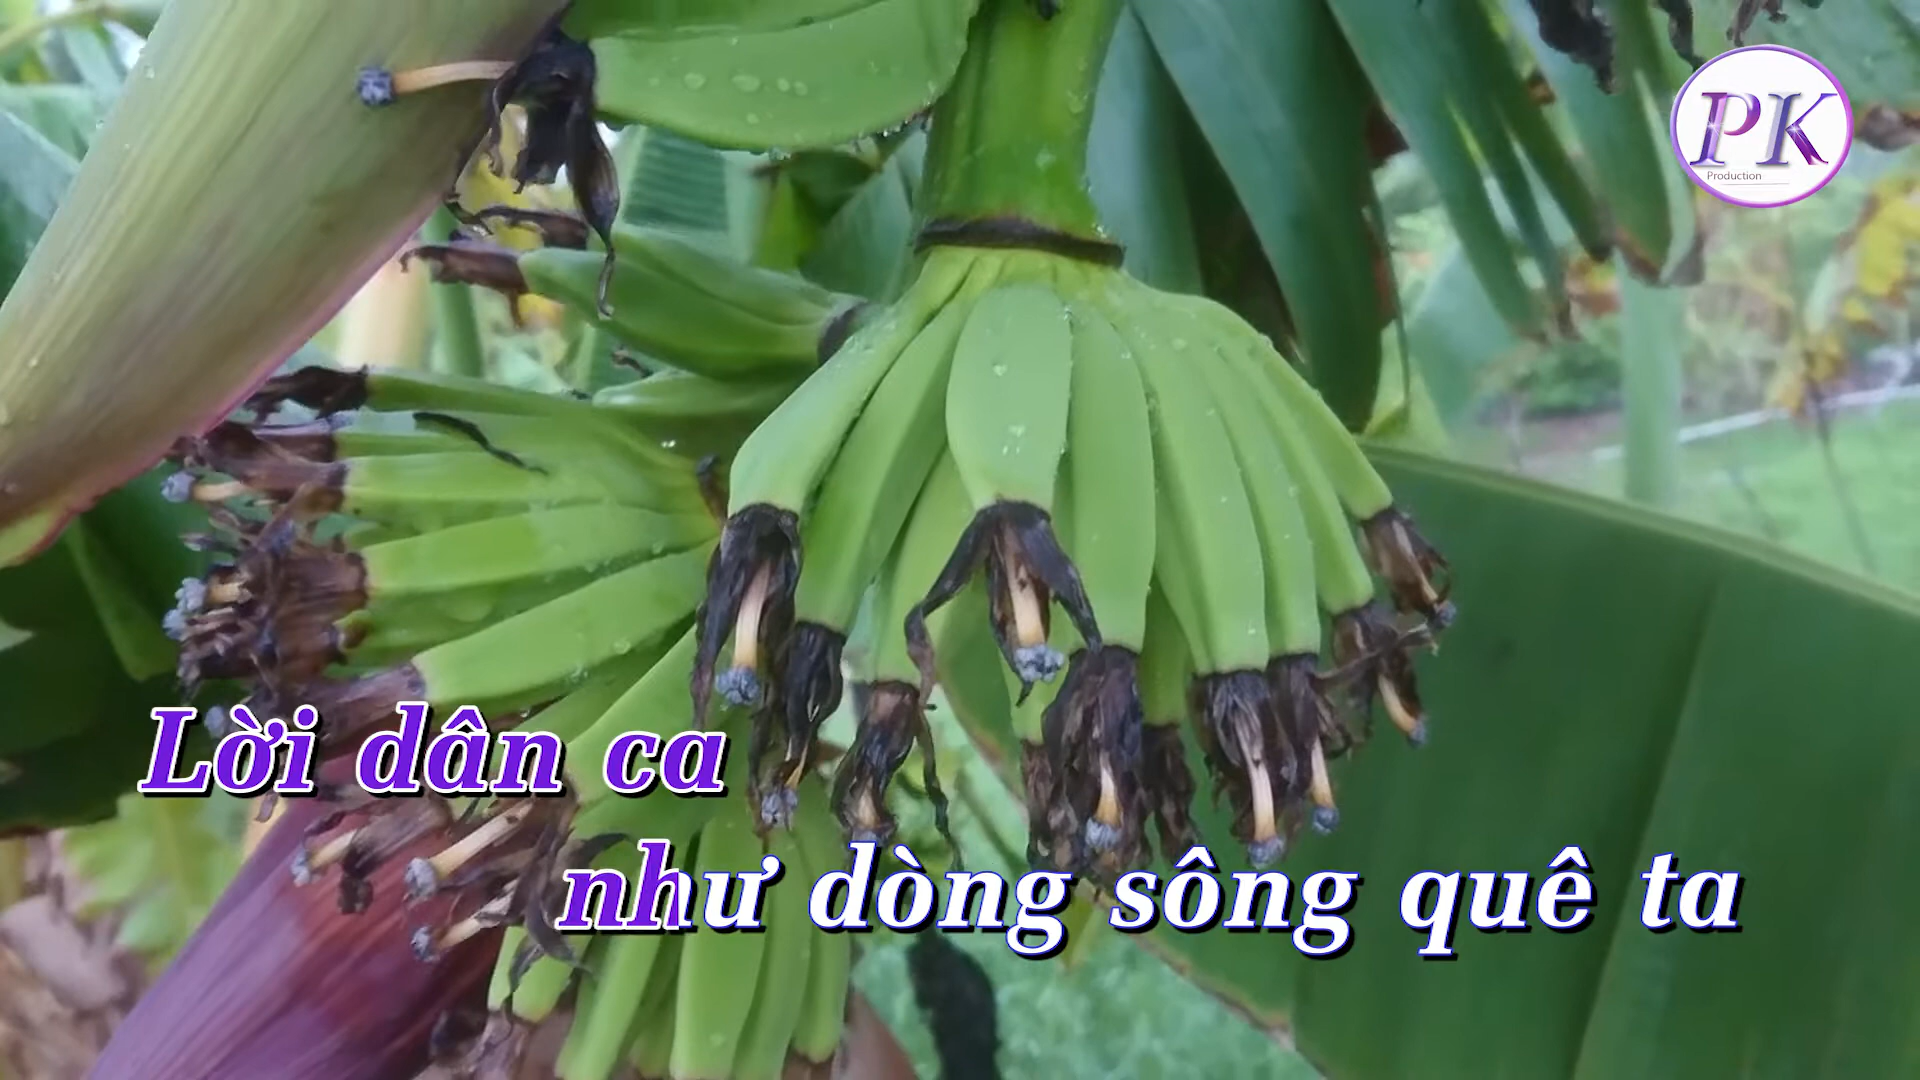 PK
Production
Lời dân ca
như dòng sông quê ta